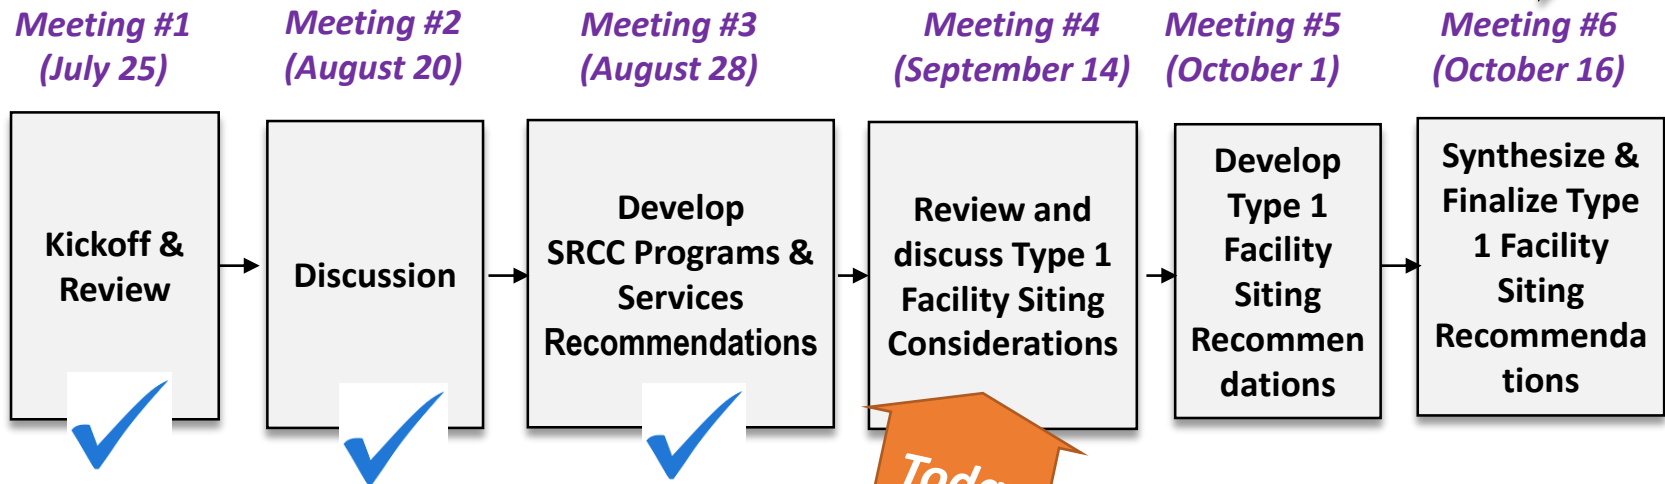 Meeting #1
(July 25)
Meeting #2
(August 20)
Meeting #3
(August 28)
Meeting #4
(September 14)
Meeting #5
(October 1)
Meeting #6
(October 16)
Kickoff &
Review
Discussion
Develop
SRCC Programs &
Services
Recommendations
Review and
discuss Type 1
Facility Siting
Considerations
Develop
Type 1
Facility
Siting
Recommen
dations
Synthesize &
Finalize Type
1 Facility
Siting
Recommenda
tions